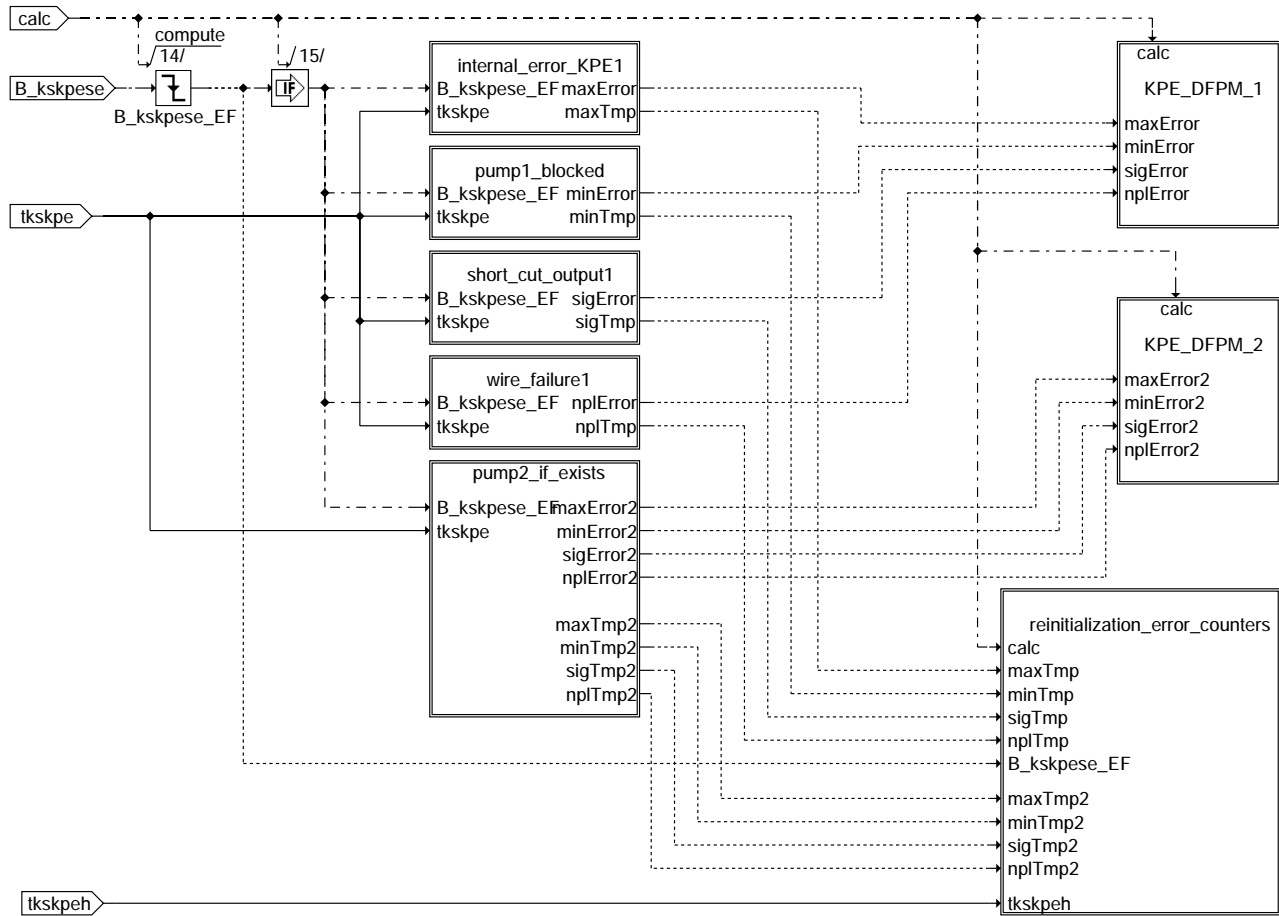 calc
compute
14/
15/
B_kskpese
B_kskpese_EF
IF
tkskpe
tkskpeh
internal_error_KPE1
B_kskpese_EF maxError
tkskpe maxTmp
pump1_blocked
B_kskpese_EF minError
tkskpe minTmp
short_cut_output1
B_kskpese_EF sigError
tkskpe sigTmp
wire_failure1
B_kskpese_EF nplError
tkskpe nplTmp
pump2_if_exists
B_kskpese_EF maxError2
tkskpe minError2
sigError2
nplError2
maxTmp2
minTmp2
sigTmp2
nplTmp2
calc
KPE_DFPM_1
maxError
minError
sigError
nplError
calc
KPE_DFPM_2
maxError2
minError2
sigError2
nplError2
reinitialization_error_counters
calc
maxTmp
minTmp
sigTmp
nplTmp
B_kskpese_EF
maxTmp2
minTmp2
sigTmp2
nplTmp2
tkskpeh